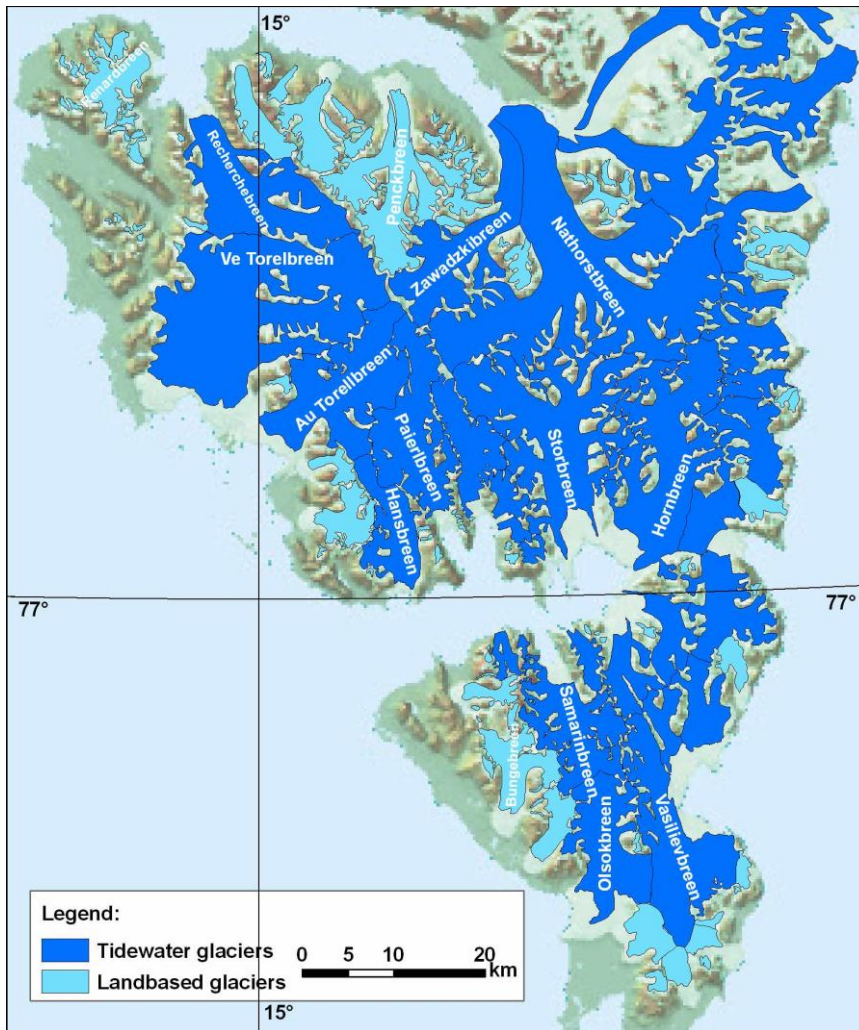 15°
Renardbreen
Recherchebreen
Penckbreen
Ve Torelbreen
Zawadzkibreen
Nathorstbreen
Au Torellbreen
Paierlbreen
Storbreen
Hornbreen
Hansbreen
77°
77°
Samarinbreen
Bungebreen
Vasilievbreen
Olsokbreen
Legend:
Tidewater glaciers
Landbased glaciers
0 5 10 20
km
15°